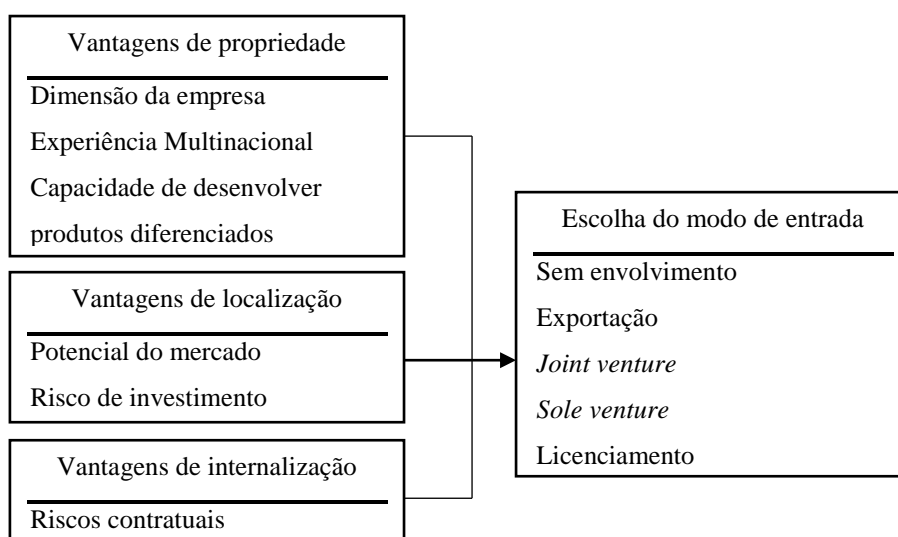 Vantagens de propriedade
Dimensão da empresa
Experiência Multinacional
Capacidade de desenvolver
produtos diferenciados
Vantagens de localização
Potencial do mercado
Risco de investimento
Vantagens de internalização
Riscos contratuais
Escolha do modo de entrada
Sem envolvimento
Exportação
Joint venture
Sole venture
Licenciamento